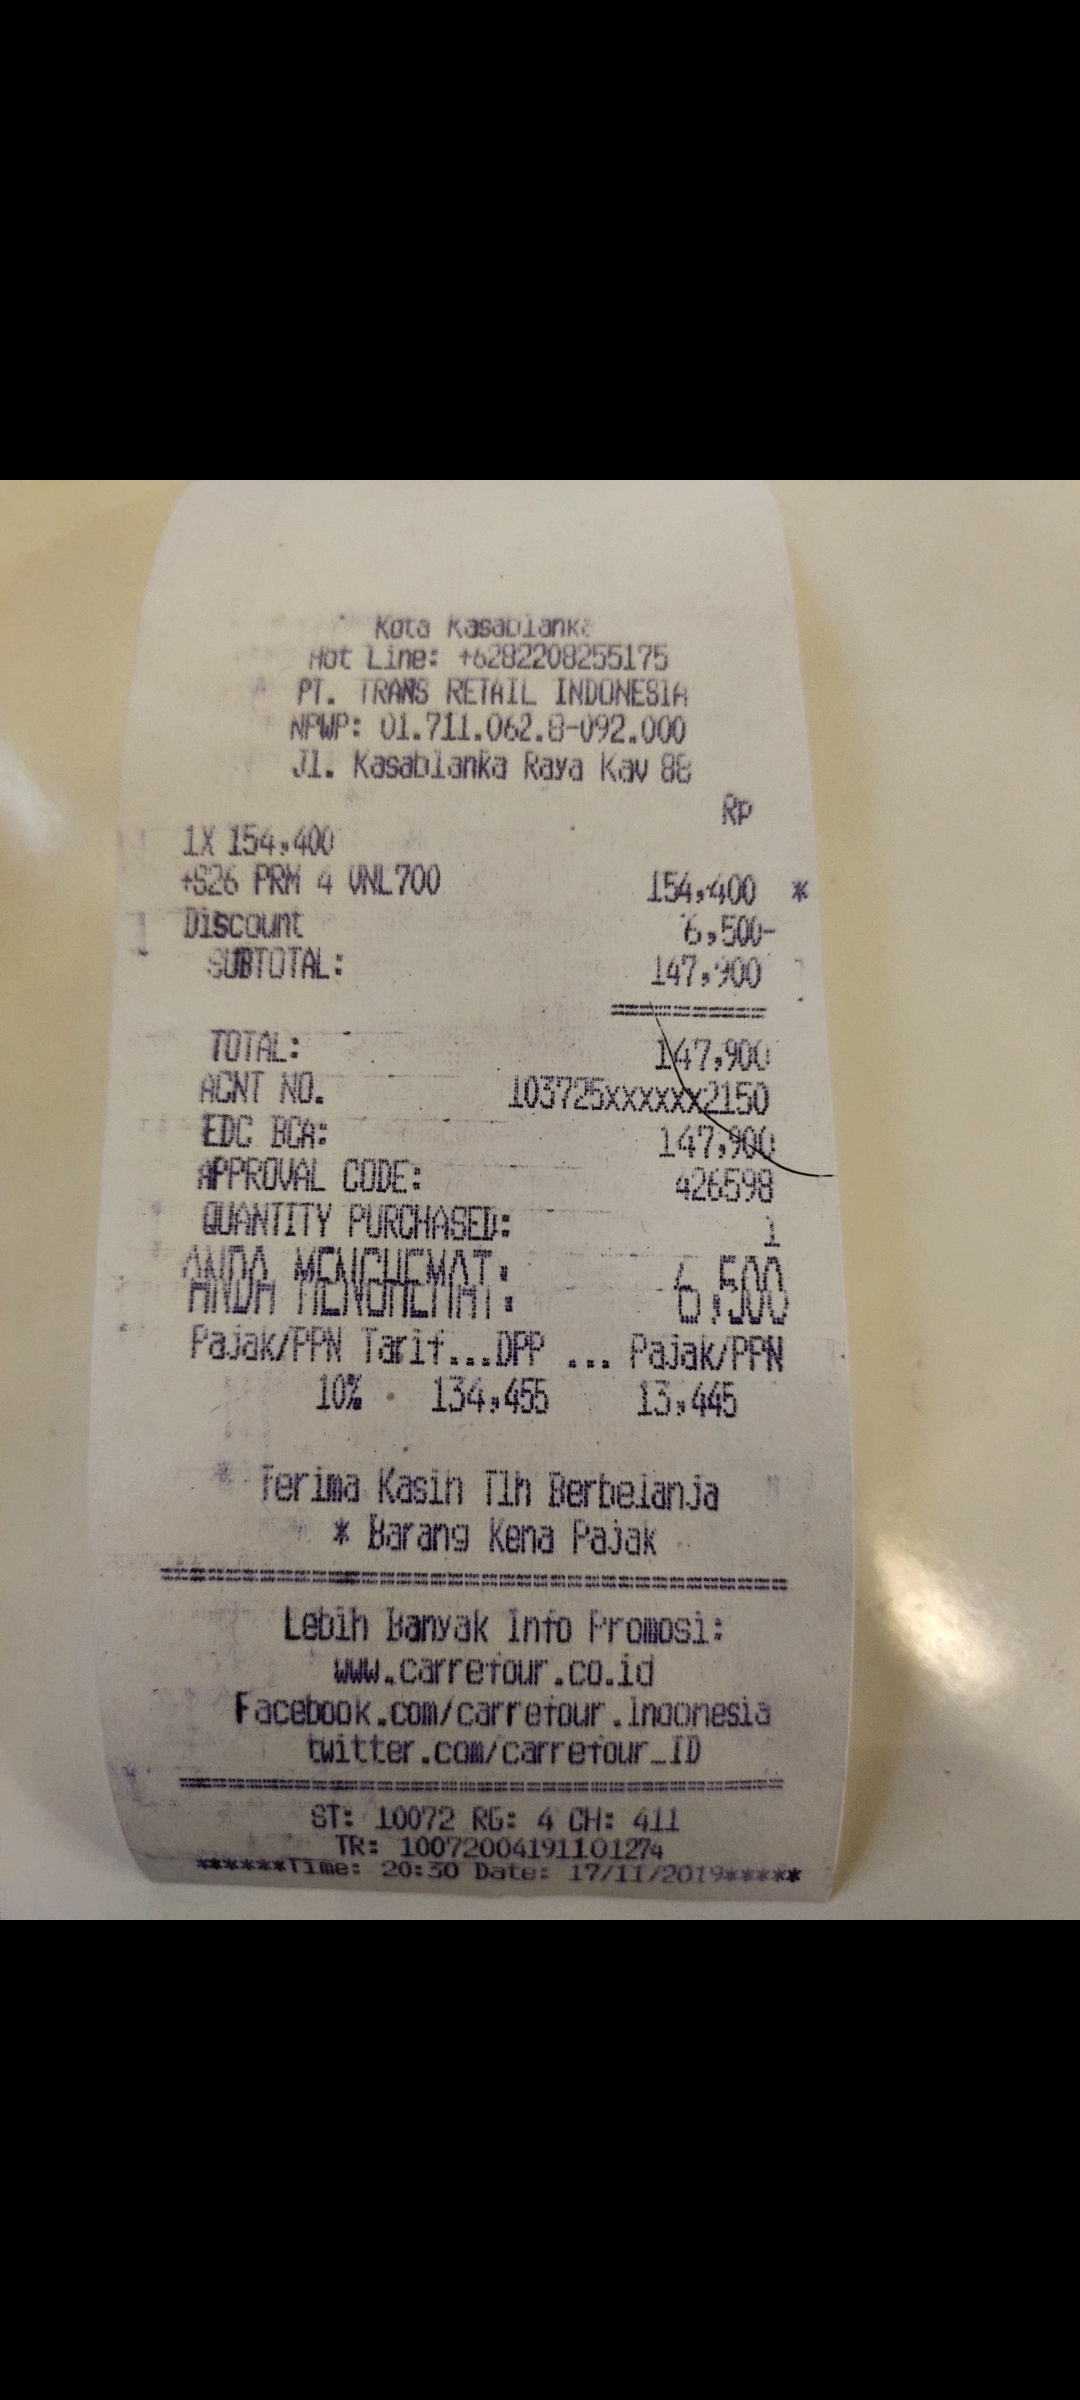 Kota Kasablanka
Hot Line: +6282208255175
PT. TRANS RETAIL INDONESIA
NPWP: 01.711.062.8-092.000
Jl. Kasablanka Raya Kav 88
Rp
1X 154,400
+S26 PRM 4 VNL700 154,400 *
Discount 6,500-
SUBTOTAL: 147,900
==========
TOTAL: 147,900
ACNT NO. 103725xxxxxx2150
EDC BCA: 147,900
APPROVAL CODE: 426598
QUANTITY PURCHASED: 1
ANDA MENGHEMAT: 6,500
Pajak/PPN Tarif...DPP ... Pajak/PPN
10% 134,455 13,445
Terima Kasih Tlh Berbelanja
* Barang Kena Pajak
========================================
Lebih Banyak Info Promosi:
www.carrefour.co.id
Facebook.com/carrefour.Indonesia
twitter.com/carrefour_ID
========================================
ST: 10072 RG: 4 CH: 411
TR: 10072004191101274
******Time: 20:30 Date: 17/11/2019*****